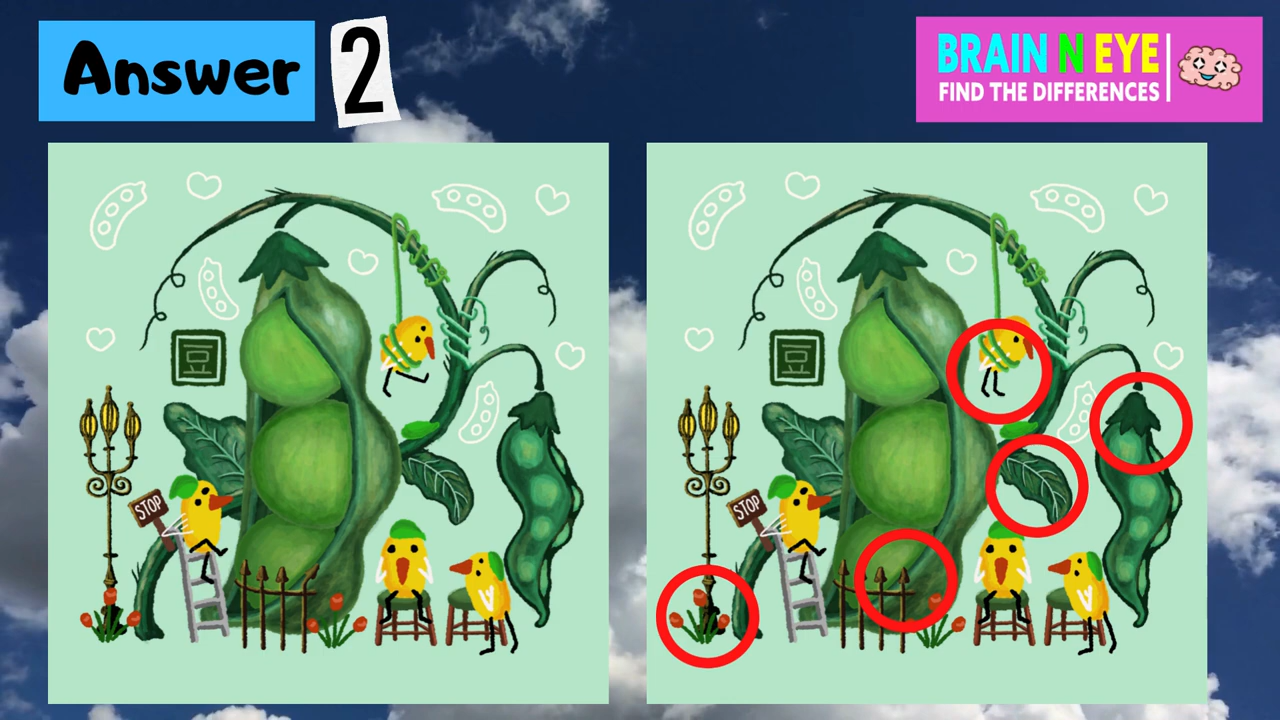 Answer 2
BRAIN N EYE
FIND THE DIFFERENCES
豆
豆
STOP
STOP